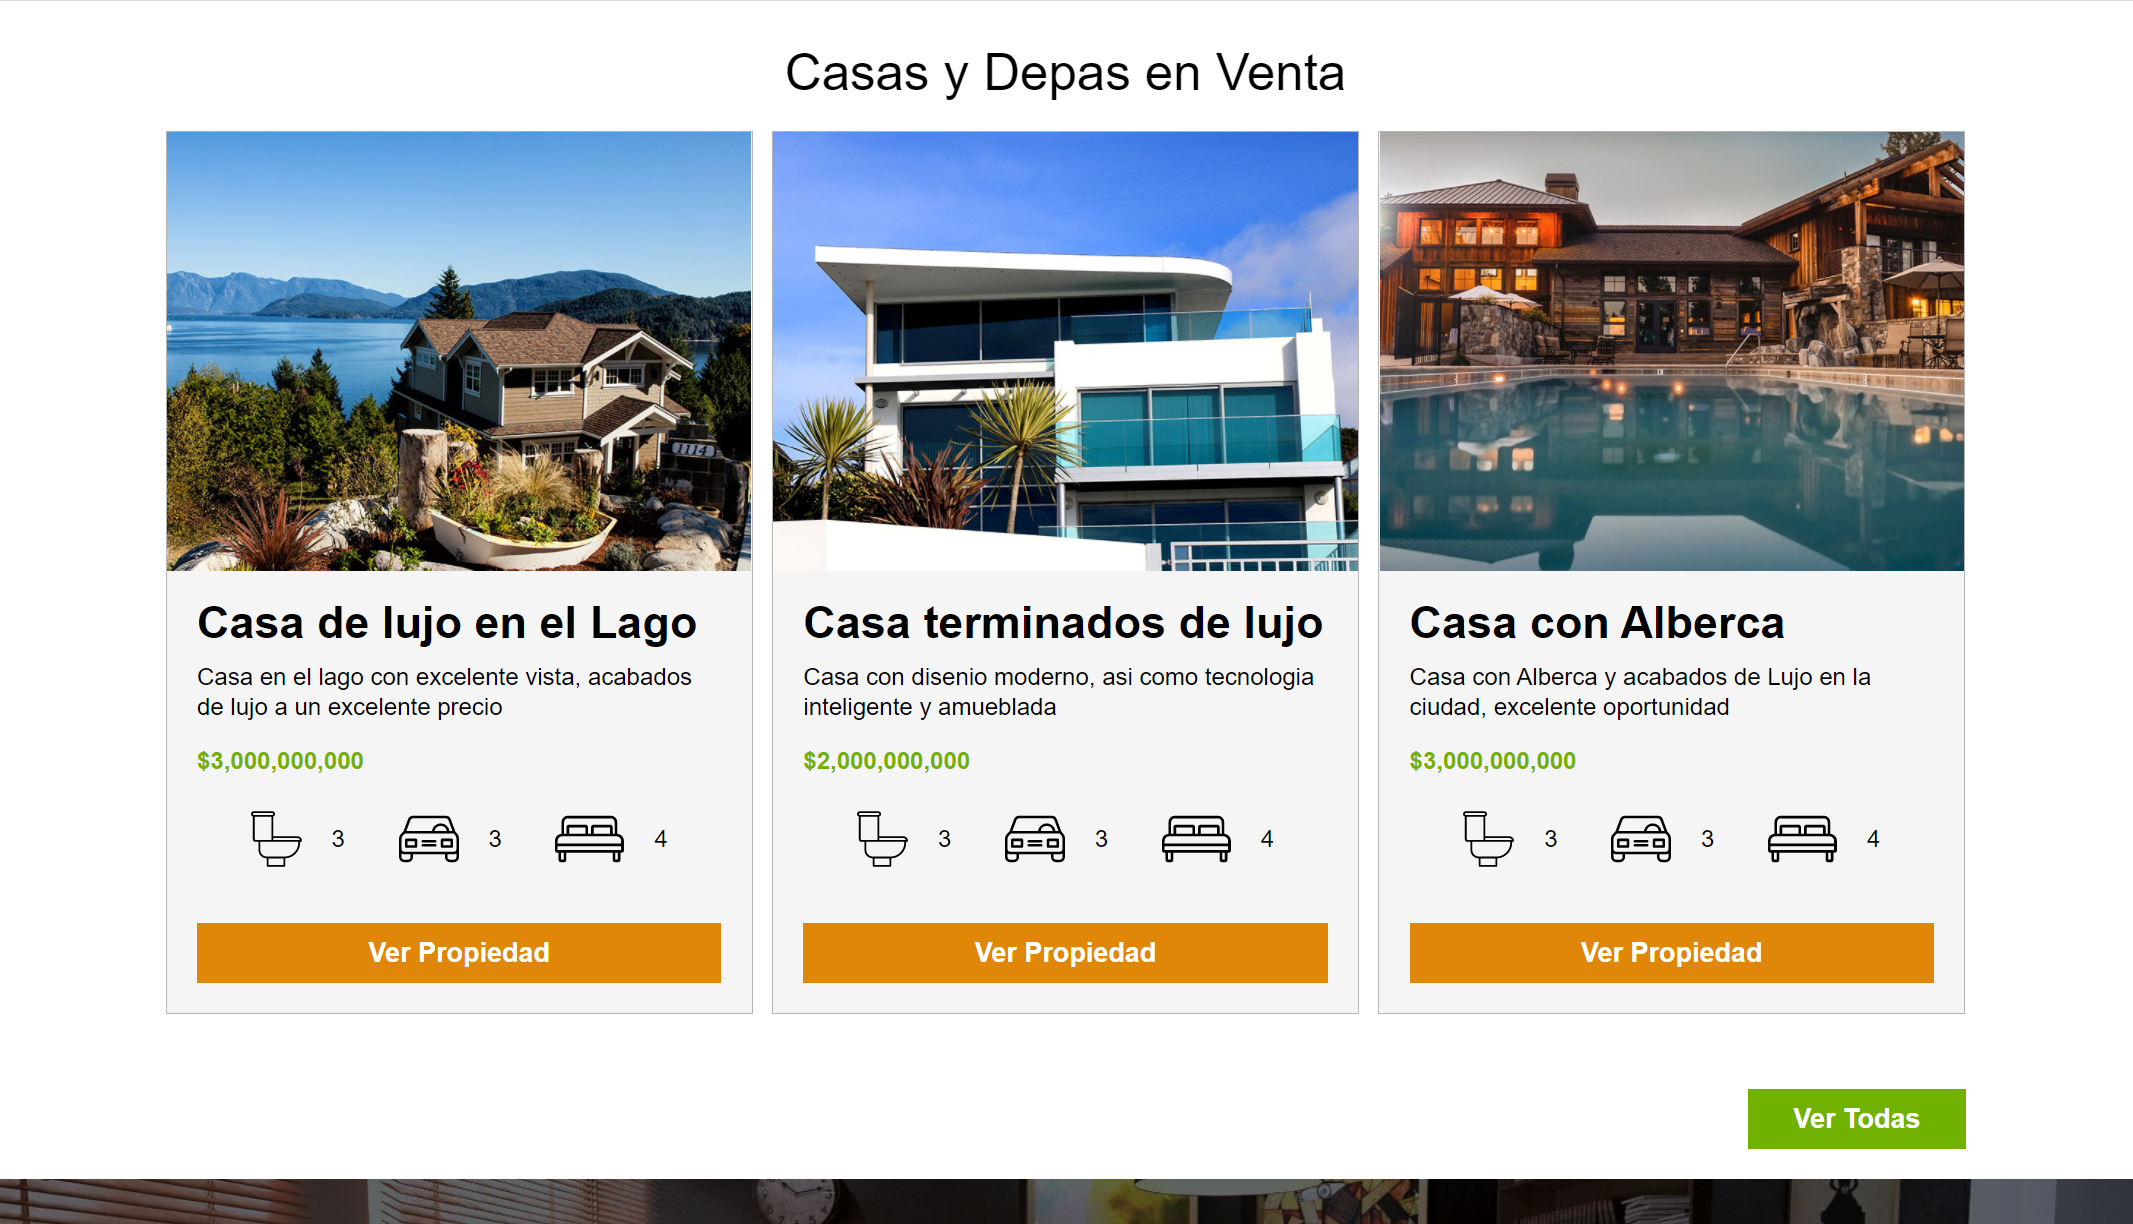 Casas y Depas en Venta
1114
Casa de lujo en el Lago
Casa en el lago con excelente vista, acabados
de lujo a un excelente precio
$3,000,000,000
3 3 4
Ver Propiedad
Casa terminados de lujo
Casa con disenio moderno, asi como tecnologia
inteligente y amueblada
$2,000,000,000
3 3 4
Ver Propiedad
Casa con Alberca
Casa con Alberca y acabados de Lujo en la
ciudad, excelente oportunidad
$3,000,000,000
3 3 4
Ver Propiedad
Ver Todas